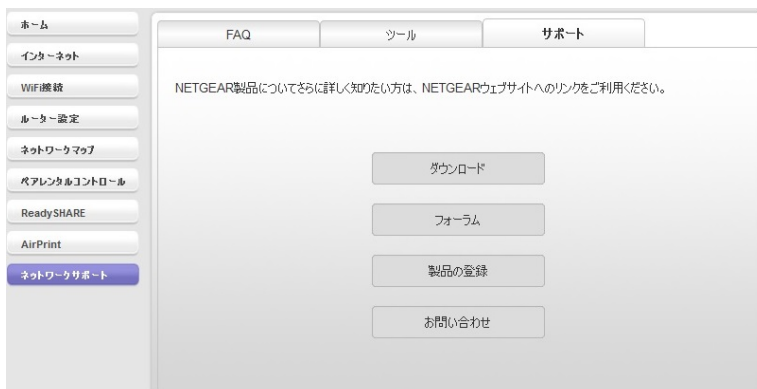 ホーム
インターネット
WiFi接続
ルーター設定
ネットワークマップ
ペアレンタルコントロール
ReadySHARE
AirPrint
ネットワークサポート
FAQ
ツール
サポート
NETGEAR製品についてさらに詳しく知りたい方は、NETGEARウェブサイトへのリンクをご利用ください。
ダウンロード
フォーラム
製品の登録
お問い合わせ